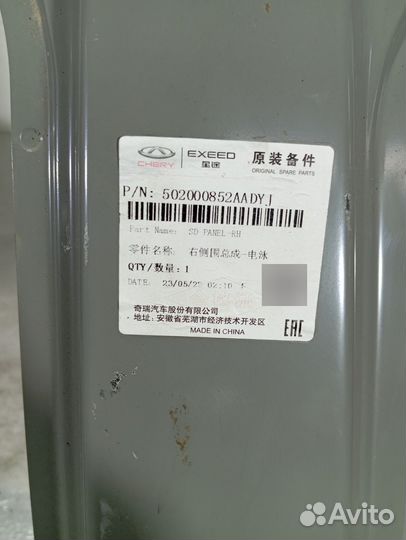 CHERY EXEED 星途 原装备件
ORIGINAL SPARE PARTS
P/N: 502000852AADYJ
Part Name: SD PANEL-RH
零件名称: 右侧围总成-电泳
QTY/数量: 1
DATE: 23/05/2
奇瑞汽车股份有限公司
地址: 安徽省芜湖市经济技术开发区
MADE IN CHINA
EAC
Avito